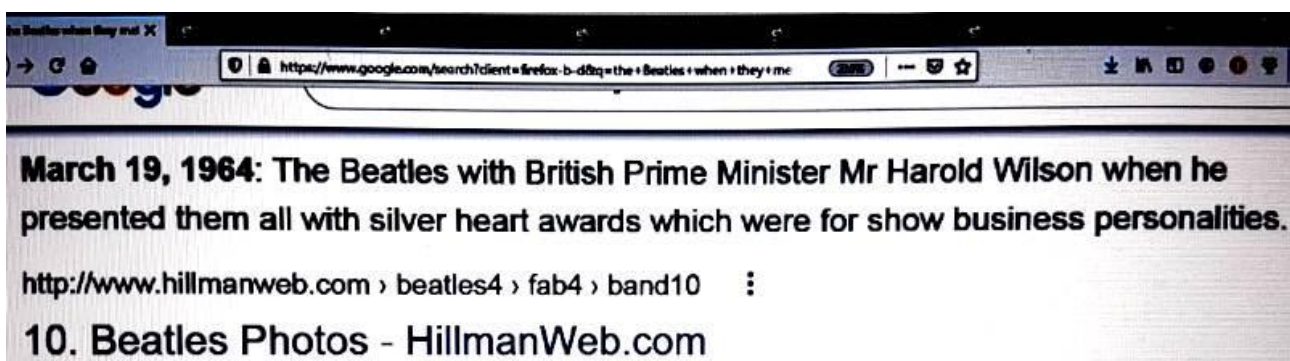 https://www.google.com/search?client=firefox-b-d&q=the+Beatles+when+they+me
March 19, 1964: The Beatles with British Prime Minister Mr Harold Wilson when he
presented them all with silver heart awards which were for show business personalities.
http://www.hillmanweb.com › beatles4 › fab4 › band10
10. Beatles Photos - HillmanWeb.com